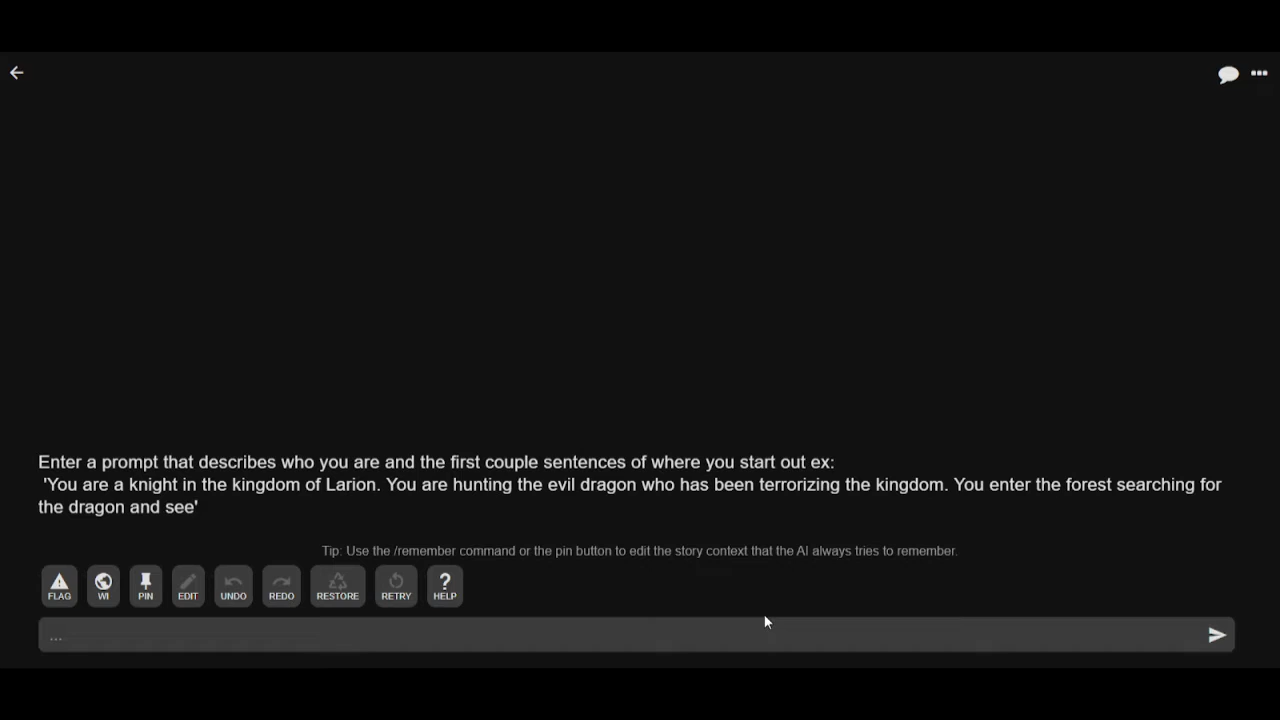 Enter a prompt that describes who you are and the first couple sentences of where you start out ex:
'You are a knight in the kingdom of Larion. You are hunting the evil dragon who has been terrorizing the kingdom. You enter the forest searching for
the dragon and see'
Tip: Use the /remember command or the pin button to edit the story context that the AI always tries to remember.
FLAG WI PIN EDIT UNDO REDO RESTORE RETRY HELP
...